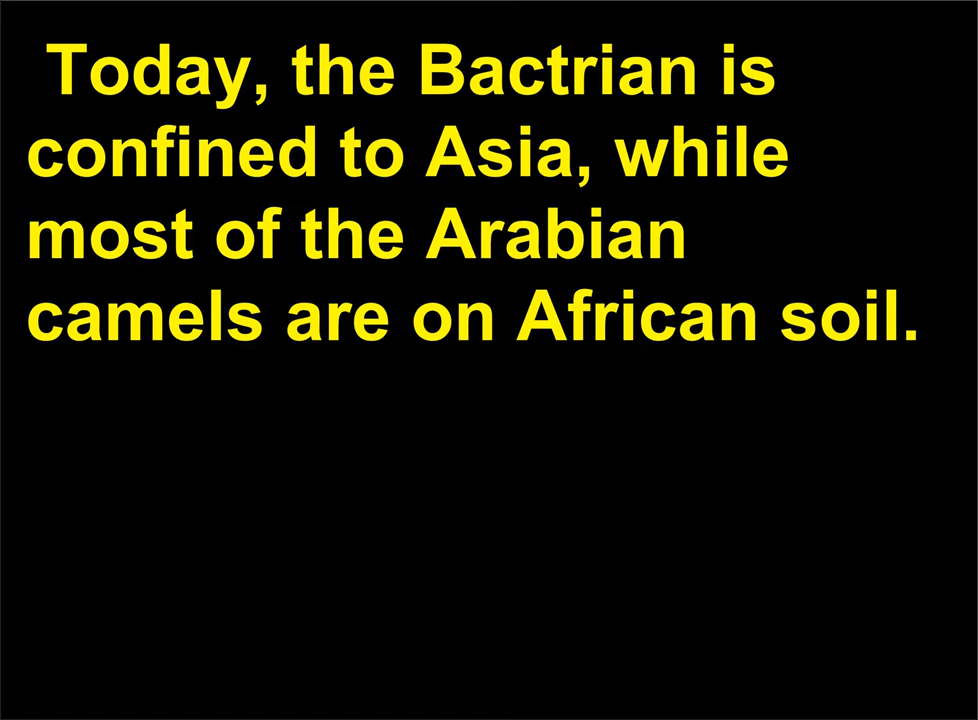 Today, the Bactrian is
confined to Asia, while
most of the Arabian
camels are on African soil.